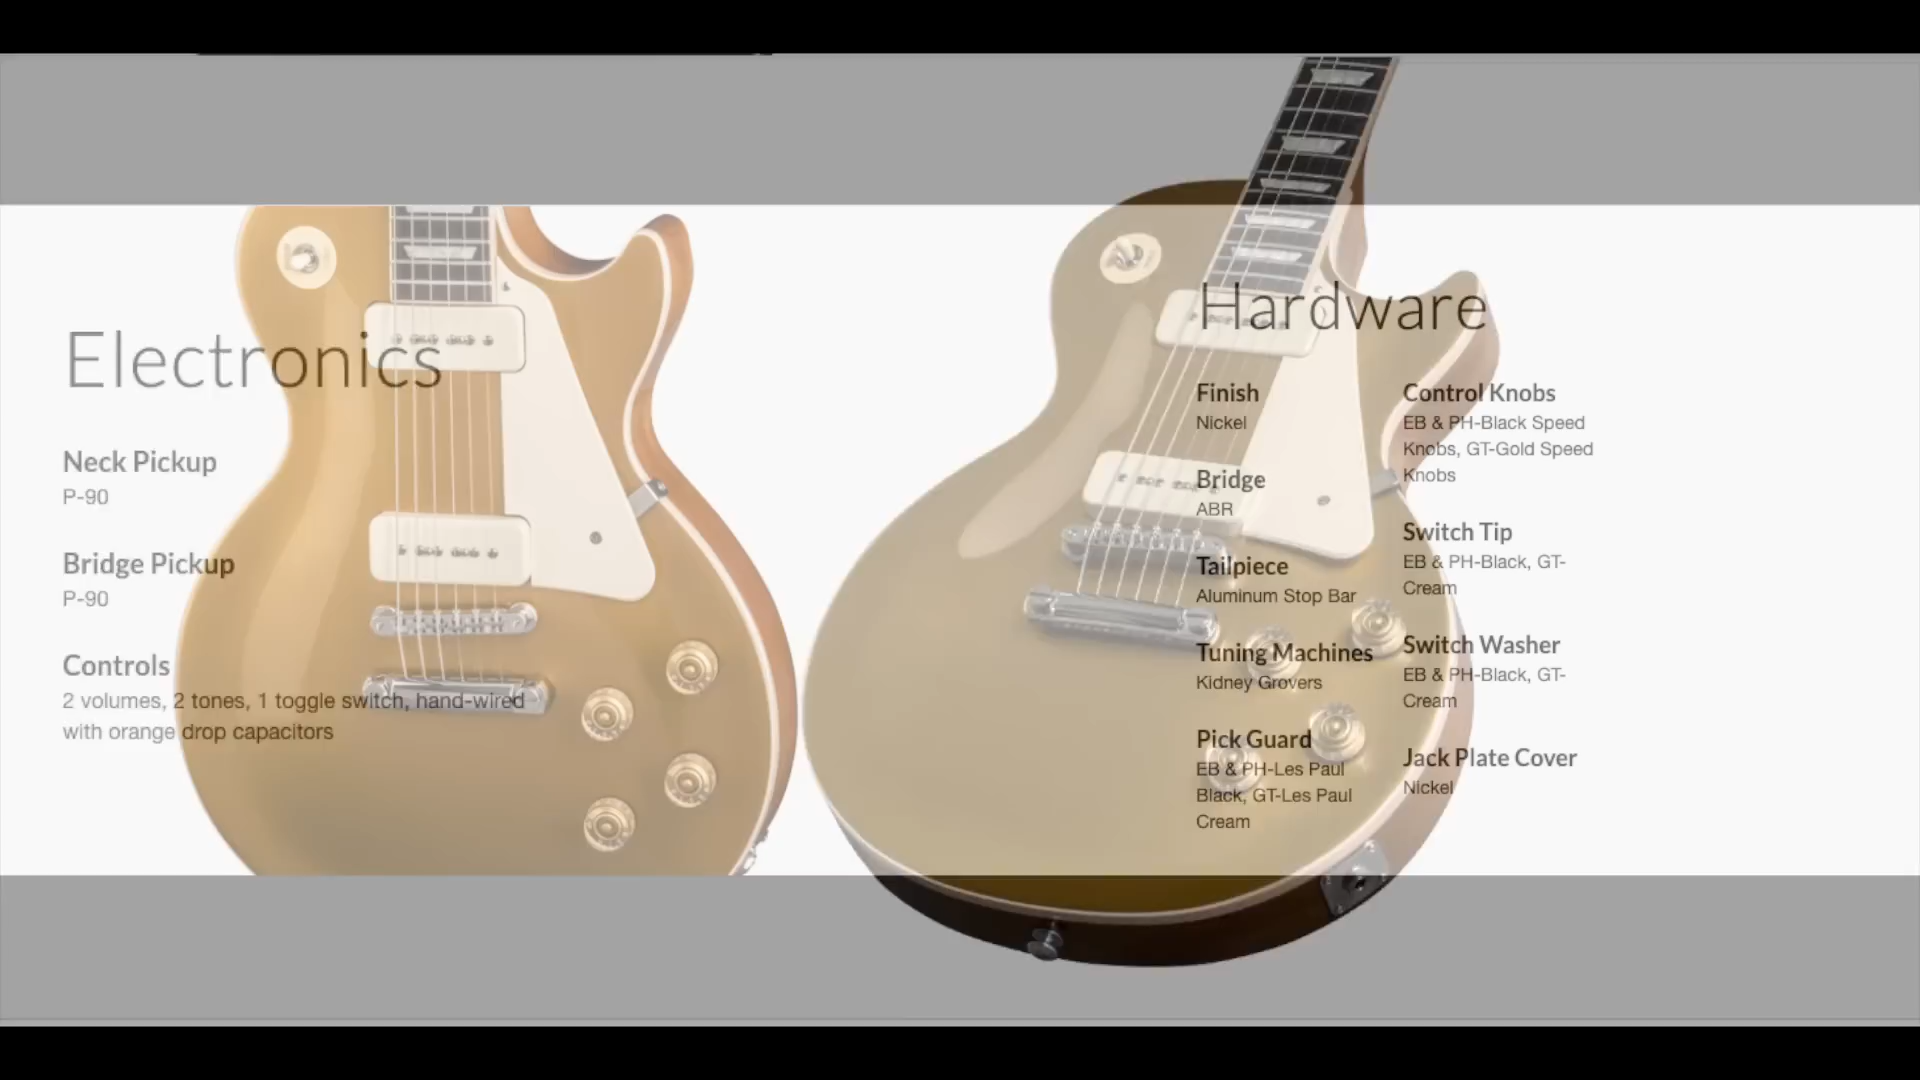 Electronics
Neck Pickup
P-90
Bridge Pickup
P-90
Controls
2 volumes, 2 tones, 1 toggle switch, hand-wired
with orange drop capacitors
Hardware
Finish
Nickel
Bridge
ABR
Tailpiece
Aluminum Stop Bar
Tuning Machines
Kidney Grovers
Pick Guard
EB & PH-Les Paul
Black, GT-Les Paul
Cream
Control Knobs
EB & PH-Black Speed
Knobs, GT-Gold Speed
Knobs
Switch Tip
EB & PH-Black, GT-
Cream
Switch Washer
EB & PH-Black, GT-
Cream
Jack Plate Cover
Nickel